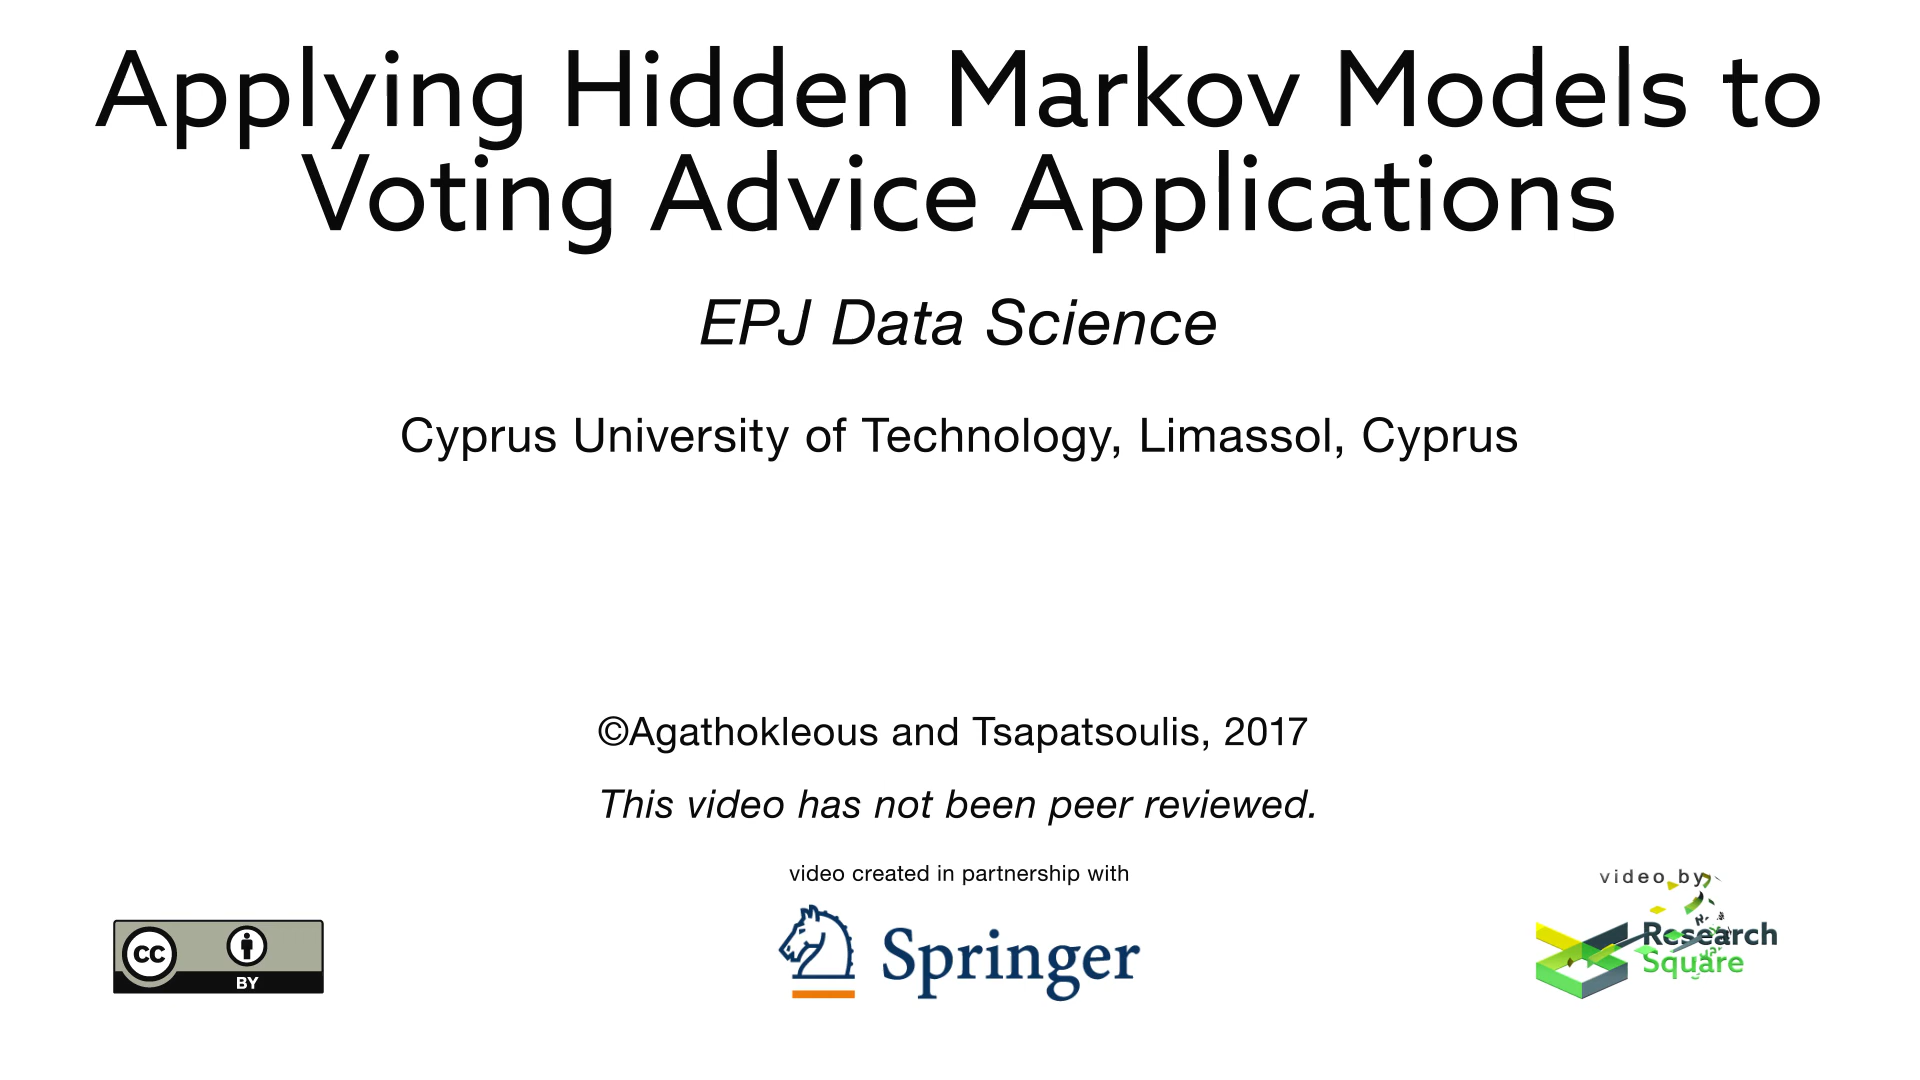 Applying Hidden Markov Models to
Voting Advice Applications
EPJ Data Science
Cyprus University of Technology, Limassol, Cyprus
©Agathokleous and Tsapatsoulis, 2017
This video has not been peer reviewed.
video created in partnership with
Springer
cc
BY
video by
Research
Square